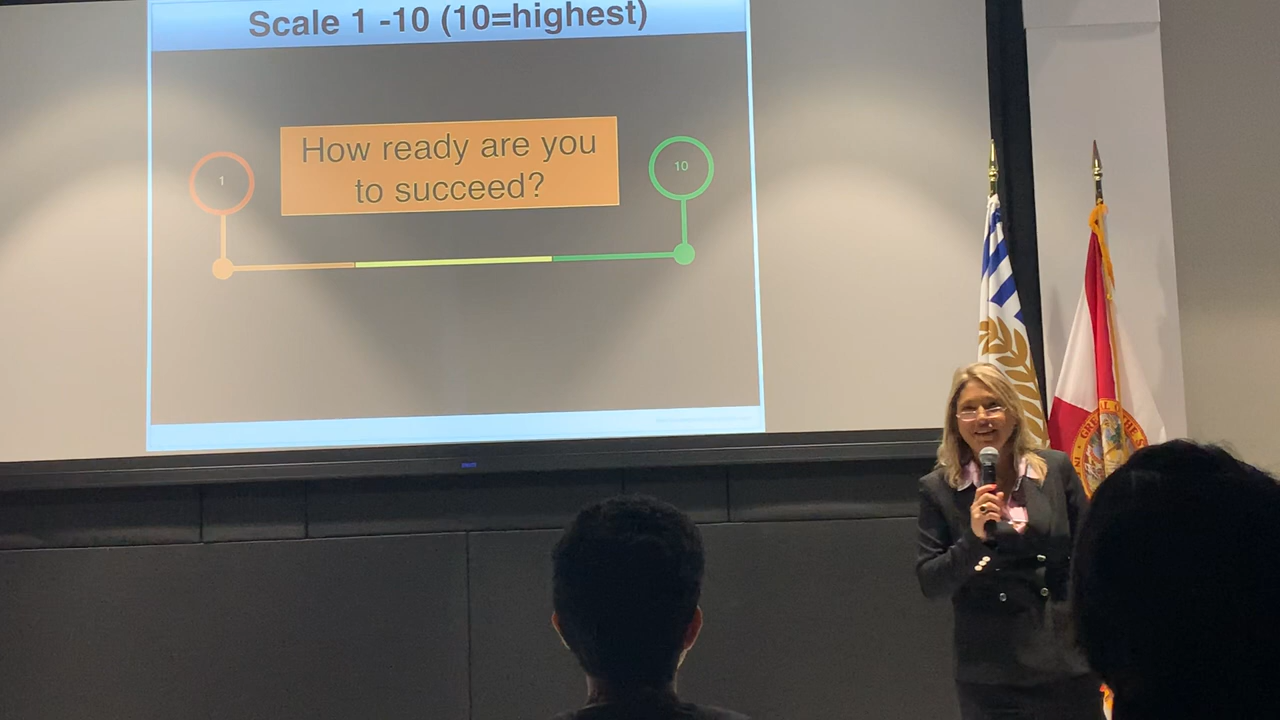 Scale 1 -10 (10=highest)
How ready are you
to succeed?
1
10